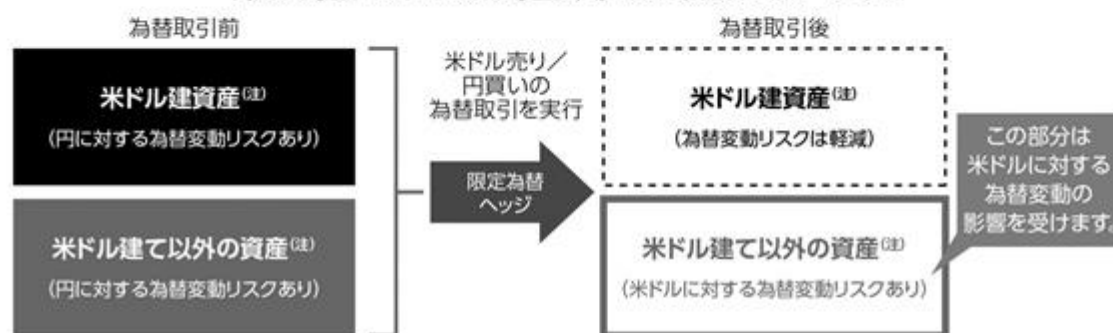 為替取引前
米ドル建資産(注)
(円に対する為替変動リスクあり)
米ドル建て以外の資産(注)
(円に対する為替変動リスクあり)
米ドル売り/
円買いの
為替取引を実行
限定為替
ヘッジ
為替取引後
米ドル建資産(注)
(為替変動リスクは軽減)
米ドル建て以外の資産(注)
(米ドルに対する為替変動リスクあり)
この部分は
米ドルに対する
為替変動の
影響を受けます。